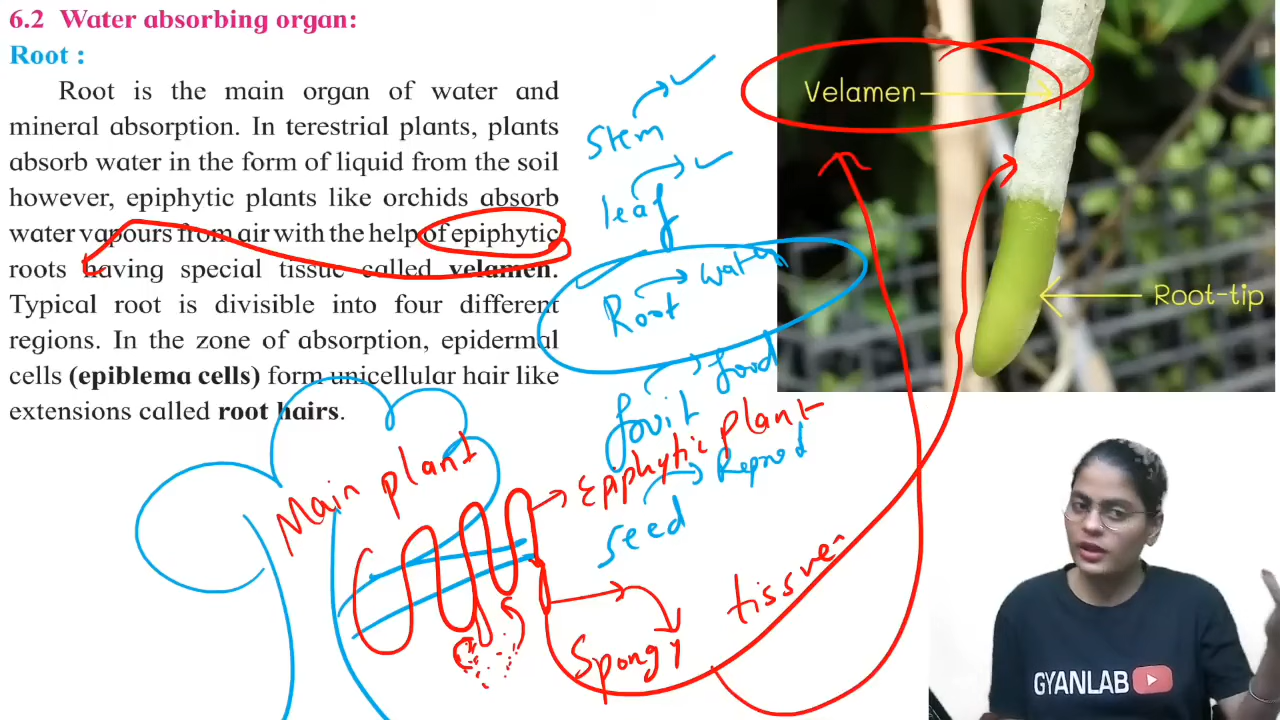 6.2 Water absorbing organ:
Root :
Root is the main organ of water and
mineral absorption. In terestrial plants, plants
absorb water in the form of liquid from the soil
however, epiphytic plants like orchids absorb
water vapours from air with the help of epiphytic
roots having special tissue called velamen.
Typical root is divisible into four different
regions. In the zone of absorption, epidermal
cells (epiblema cells) form unicellular hair like
extensions called root hairs.
Stem
leaf
Root water
fruit food
Epiphytic plant
seed Reprod
Main plant
Spongy tissue
Velamen
Root-tip
GYANLAB